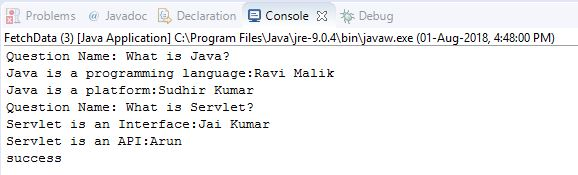 Problems @ Javadoc Declaration Console Debug
FetchData (3) [Java Application] C:\Program Files\Java\jre-9.0.4\bin\javaw.exe (01-Aug-2018, 4:48:00 PM)
Question Name: What is Java?
Java is a programming language:Ravi Malik
Java is a platform:Sudhir Kumar
Question Name: What is Servlet?
Servlet is an Interface:Jai Kumar
Servlet is an API:Arun
success